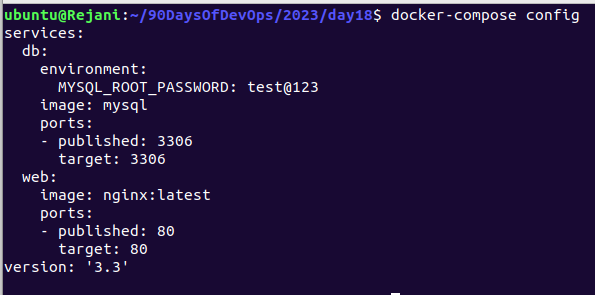 ubuntu@Rejani:~/90DaysOfDevOps/2023/day18$ docker-compose config
services:
  db:
    environment:
      MYSQL_ROOT_PASSWORD: test@123
    image: mysql
    ports:
    - published: 3306
      target: 3306
  web:
    image: nginx:latest
    ports:
    - published: 80
      target: 80
version: '3.3'